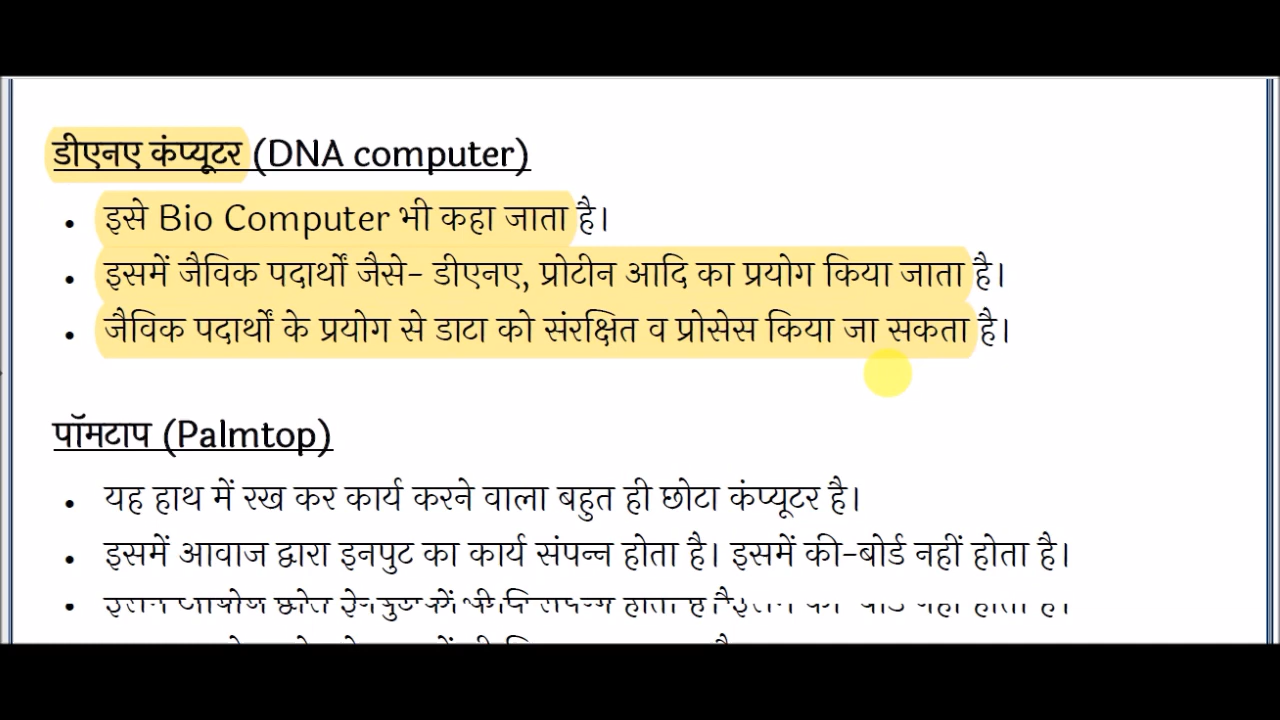 डीएनए कंप्यूटर (DNA computer)
• इसे Bio Computer भी कहा जाता है।
• इसमें जैविक पदार्थों जैसे- डीएनए, प्रोटीन आदि का प्रयोग किया जाता है।
• जैविक पदार्थों के प्रयोग से डाटा को संरक्षित व प्रोसेस किया जा सकता है।
पॉमटाप (Palmtop)
• यह हाथ में रख कर कार्य करने वाला बहुत ही छोटा कंप्यूटर है।
• इसमें आवाज द्वारा इनपुट का कार्य संपन्न होता है। इसमें की-बोर्ड नहीं होता है।